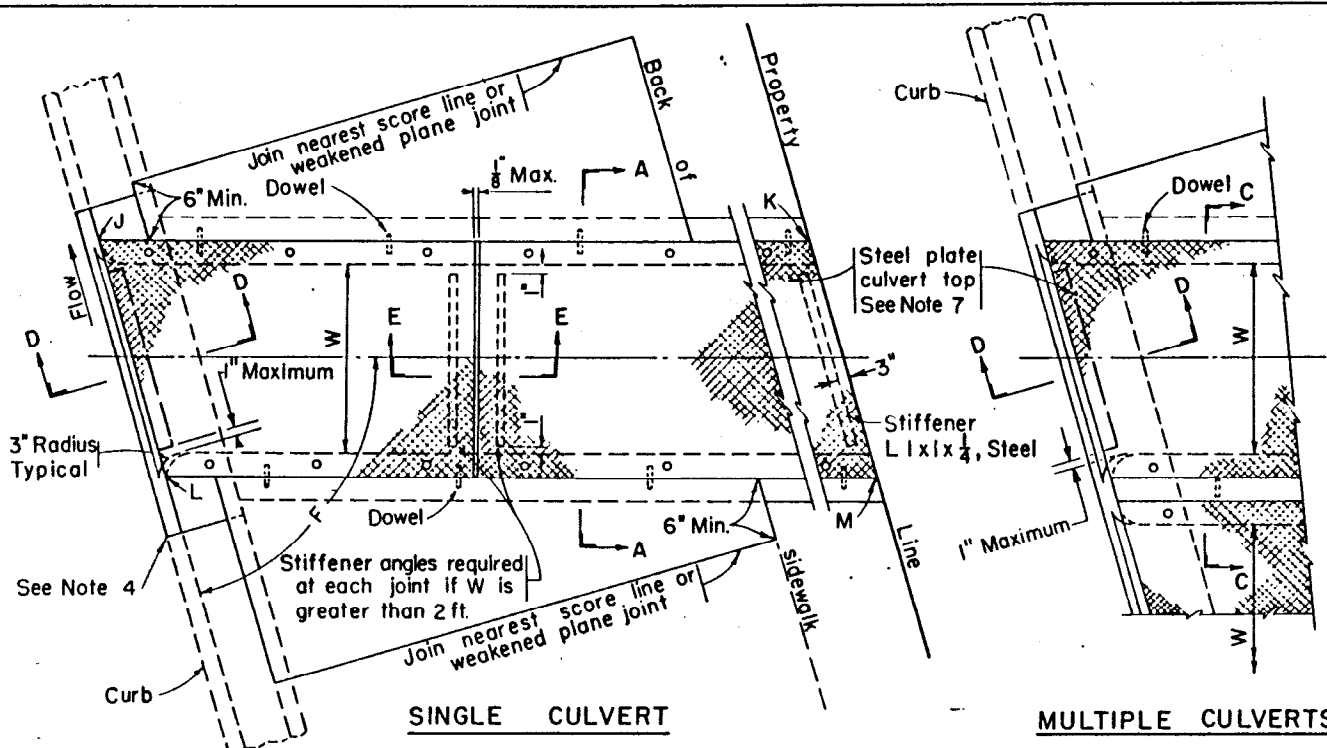 Join nearest score line or
weakened plane joint
Back
of
Property
1/8" Max.
A
6" Min.
Dowel
J
K
Flow
D
D
W
E
E
Steel plate
culvert top
See Note 7
1"
1" Maximum
3"
3" Radius
Typical
1"
Stiffener
L 1x1x1/4, Steel
L
F
Dowel
6" Min.
M
Line
See Note 4
Stiffener angles required
at each joint if W is
greater than 2 ft.
A
sidewalk
Join nearest score line or
weakened plane joint
Curb
SINGLE CULVERT
Curb
Dowel
C
D
D
W
1" Maximum
C
W
MULTIPLE CULVERTS